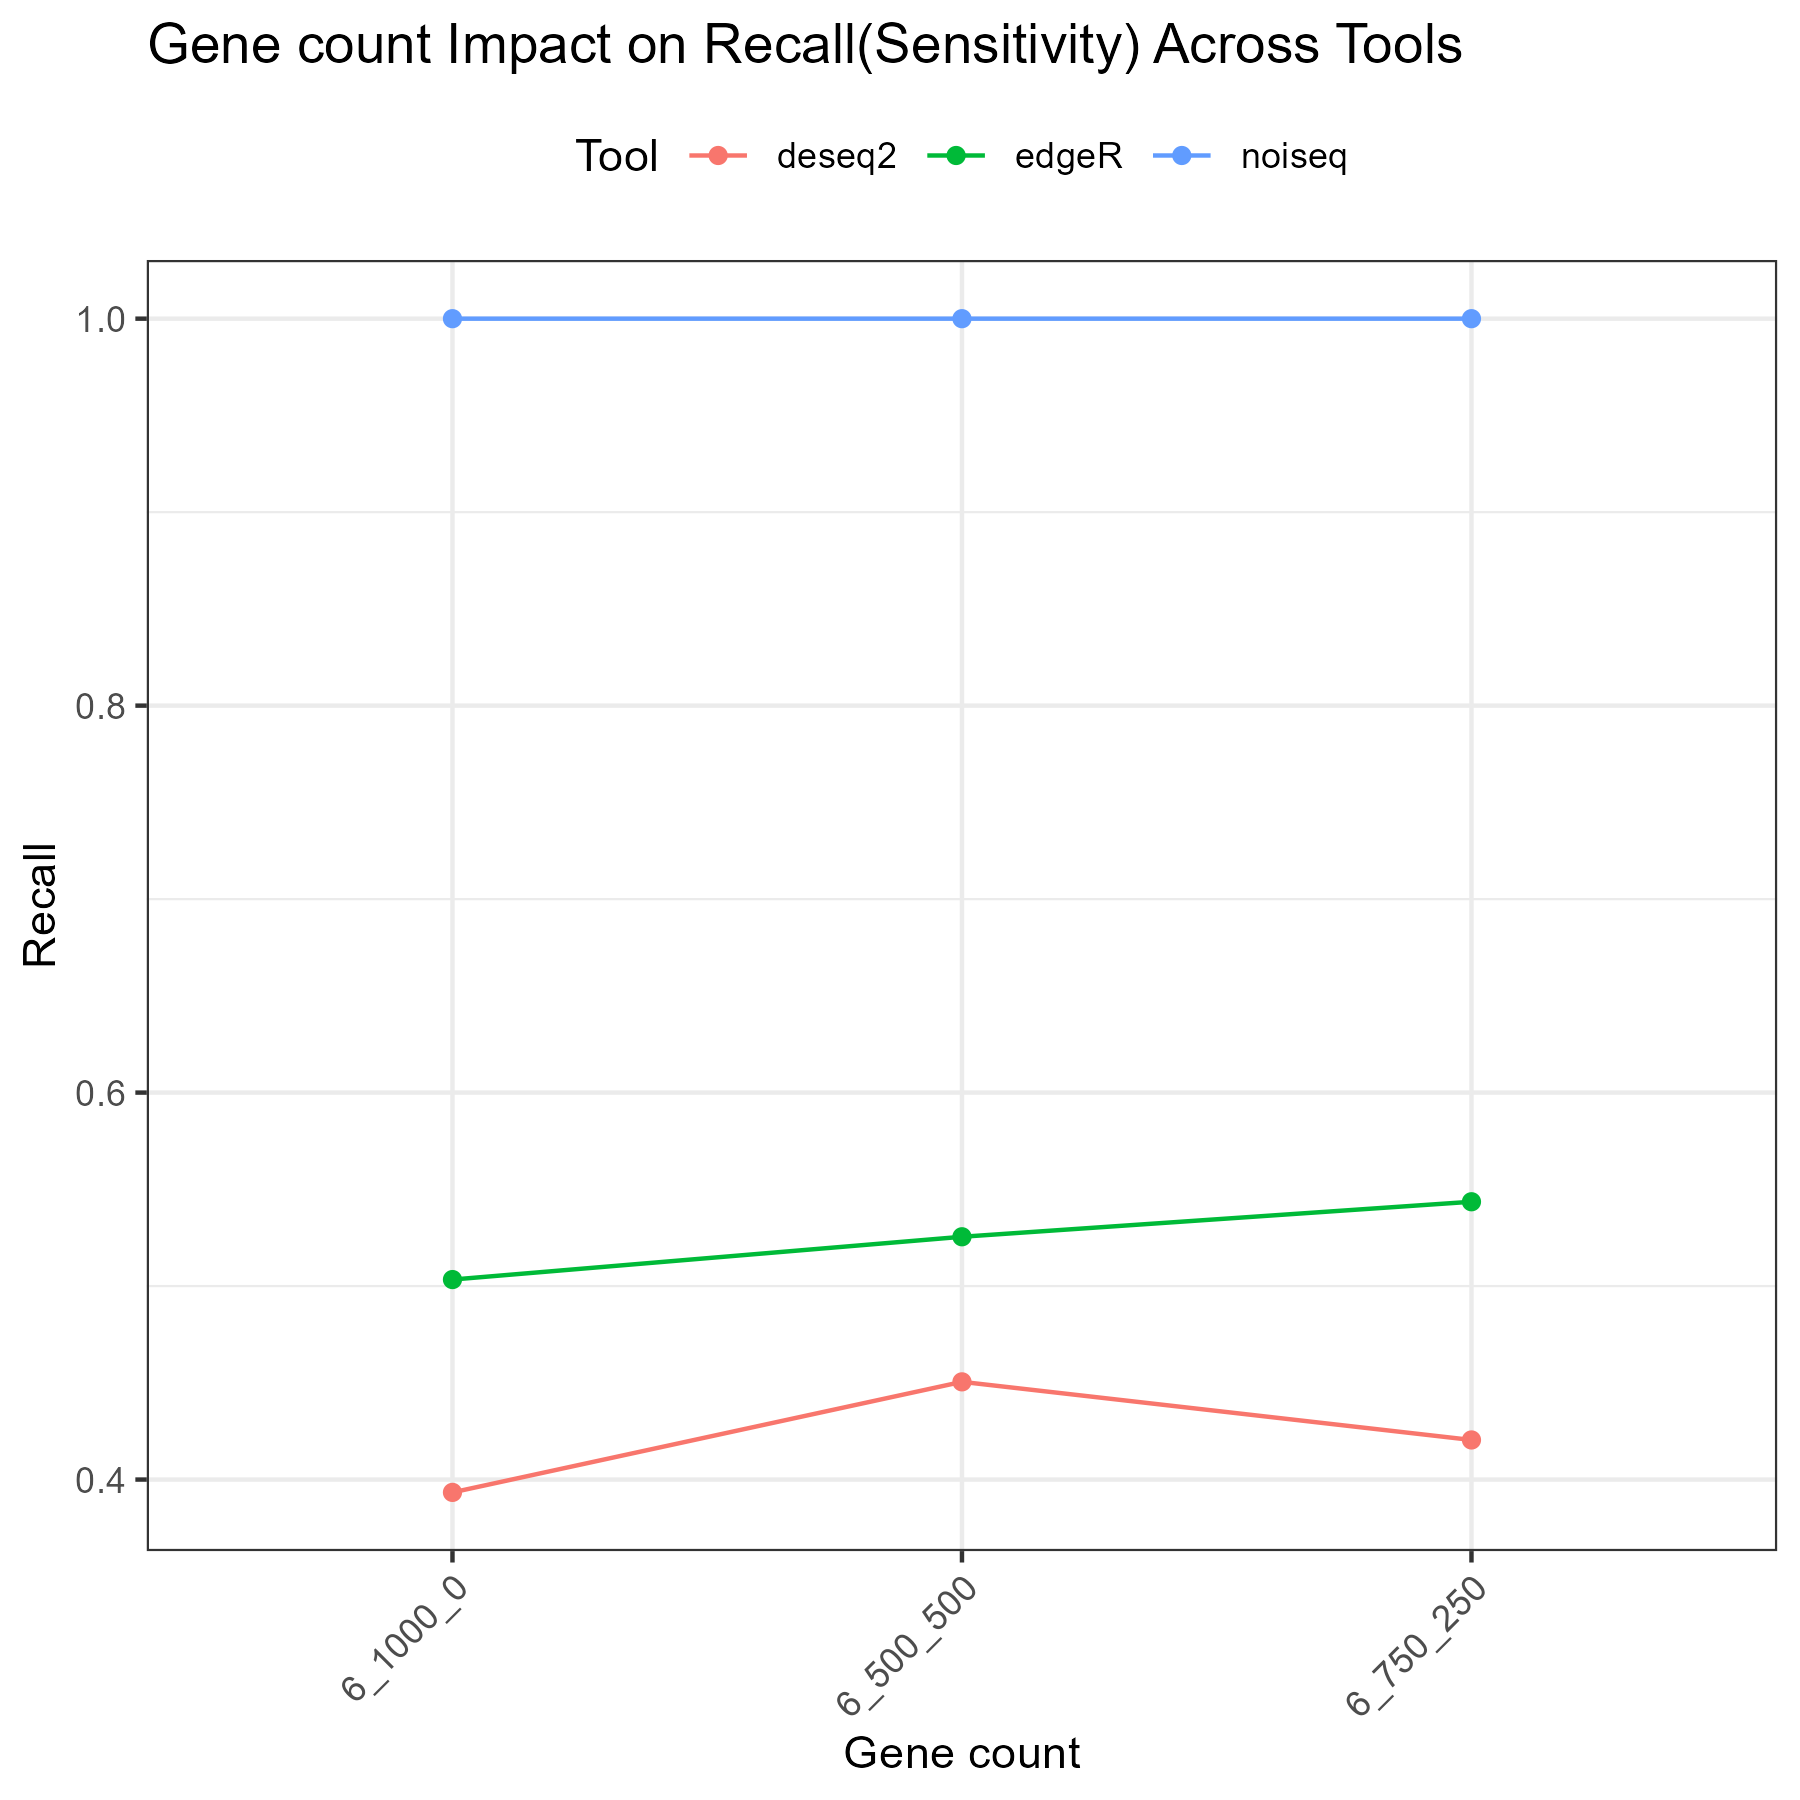 Gene count Impact on Recall(Sensitivity) Across Tools
Tool deseq2 edgeR noiseq
1.0
0.8
0.6
0.4
Recall
6_1000_0
6_500_500
6_750_250
Gene count